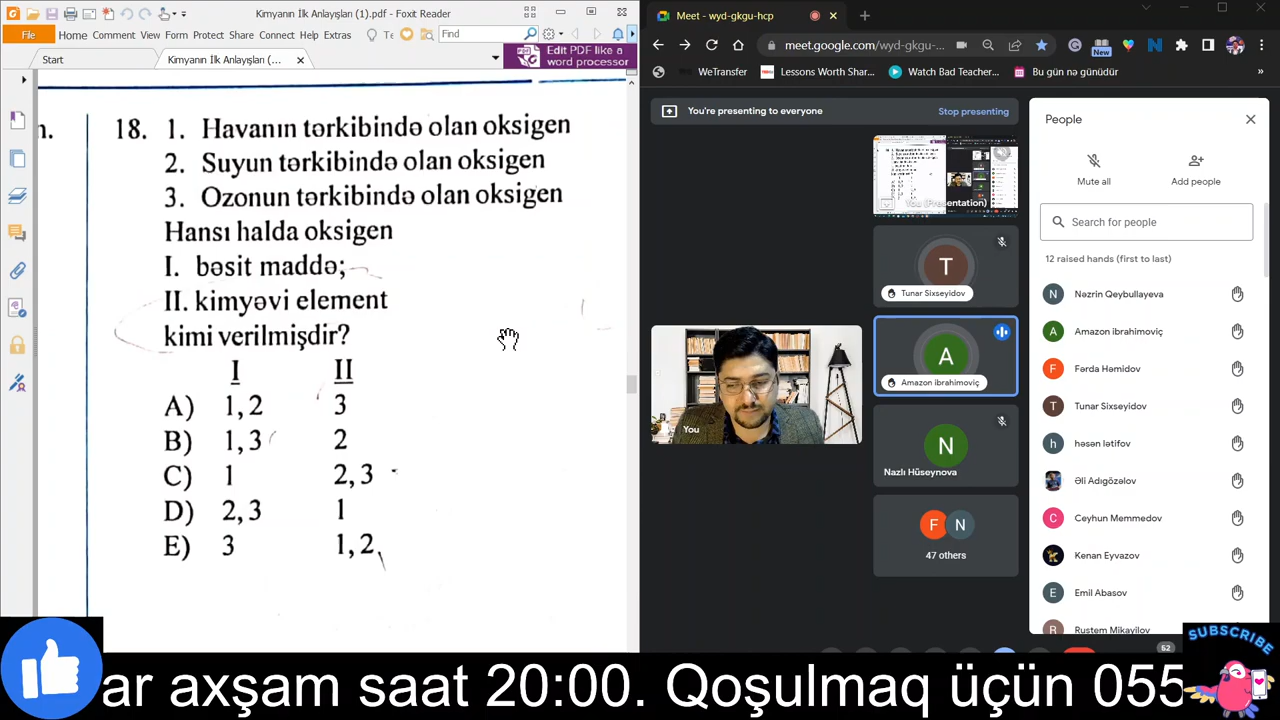 Kimyanın İlk Anlayışları (1).pdf - Foxit Reader
File Home Comment View Form Protect Share Connect Help Extras
Find
Start
Kimyanın İlk Anlayışları (...
Edit PDF like a
word processor
18. 1. Havanın tərkibində olan oksigen
2. Suyun tərkibində olan oksigen
3. Ozonun tərkibində olan oksigen
Hansı halda oksigen
I. bəsit maddə;
II. kimyəvi element
kimi verilmişdir?
I II
A) 1, 2 3
B) 1, 3 2
C) 1 2, 3
D) 2, 3 1
E) 3 1, 2
Meet - wyd-gkgu-hcp
meet.google.com/wyd-gkgu-...
New
WeTransfer
Lessons Worth Shar...
Watch Bad Teacher...
Bu gün nə günüdür
You're presenting to everyone
Stop presenting
T
Tunar Sixseyidov
You
A
Amazon ibrahimoviç
N
Nazlı Hüseynova
F N
47 others
People
Mute all
Add people
Search for people
12 raised hands (first to last)
N Nəzrin Qeybullayeva
A Amazon ibrahimoviç
F Fərda Həmidov
T Tunar Sixseyidov
h həsən lətifov
Əli Adıgözəlov
C Ceyhun Memmedov
Kenan Eyvazov
E Emil Abasov
Rustem Mikayilov
52
SUBSCRIBE
ar axşam saat 20:00. Qoşulmaq üçün 055